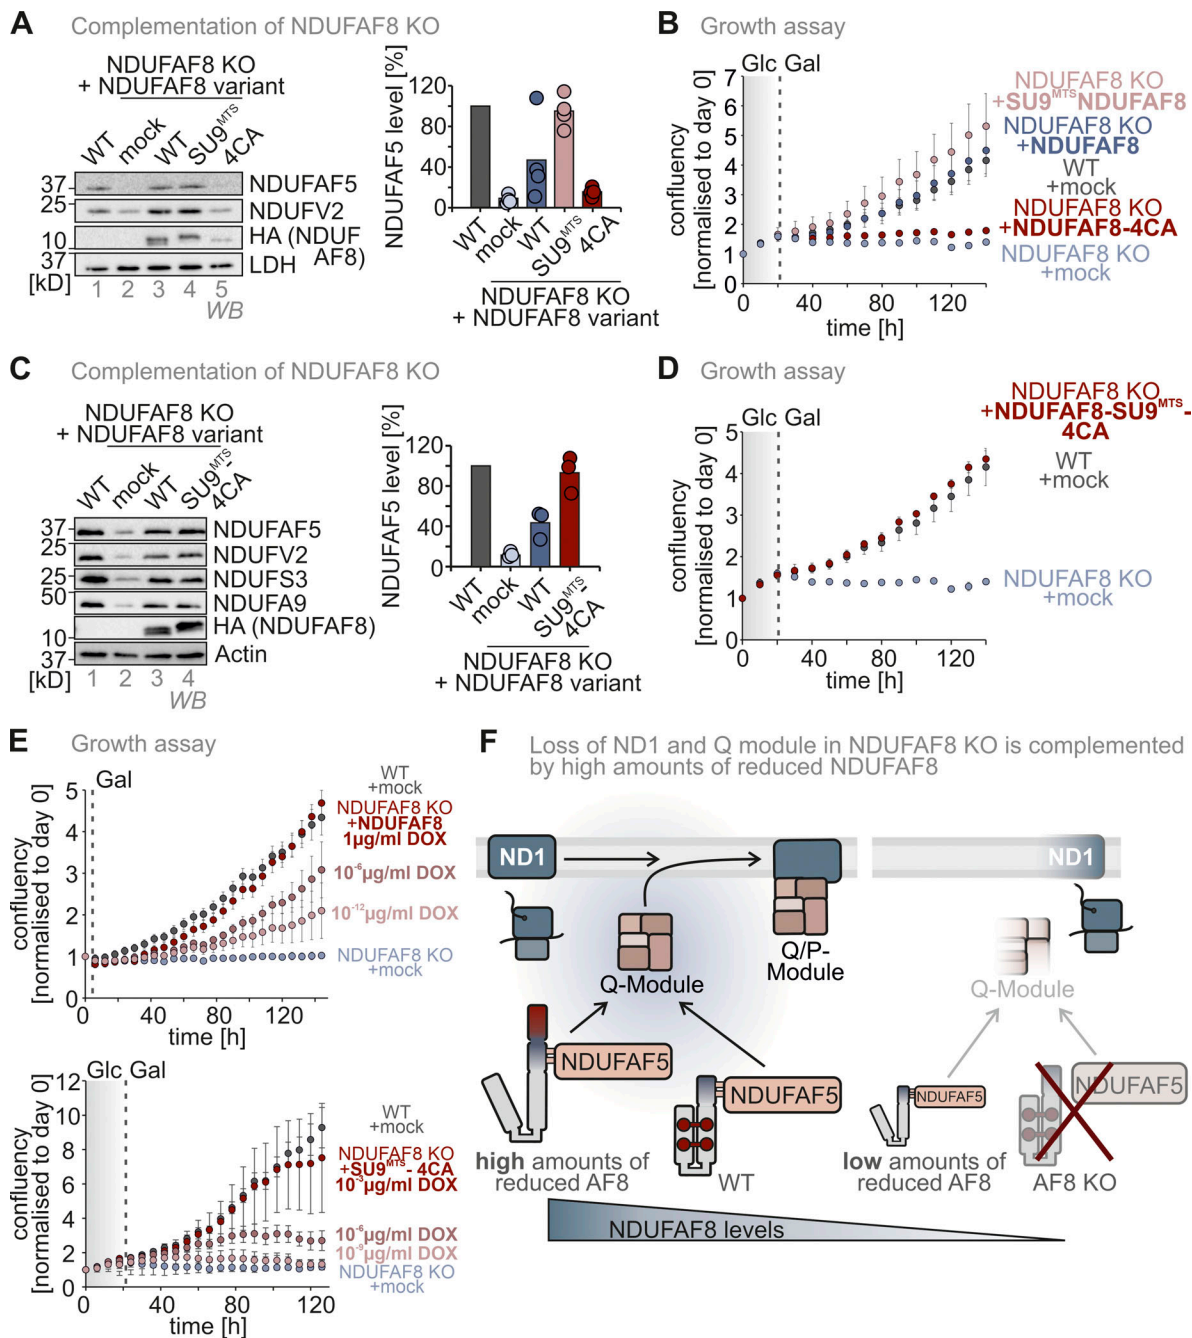 A Complementation of NDUFAF8 KO
NDUFAF8 KO
+ NDUFAF8 variant
WT
mock
WT
SU9MTS
4CA
37
25
10
37
[kD]
NDUFAF5
NDUFV2
HA (NDUF
AF8)
LDH
1 2 3 4 5
WB
NDUFAF5 level [%]
120
80
40
0
WT
mock
WT
SU9MTS
4CA
NDUFAF8 KO
+ NDUFAF8 variant
B Growth assay
Glc Gal
confluency
[normalised to day 0]
7
6
5
4
3
2
1
0
0 40 80 120
time [h]
NDUFAF8 KO
+SU9MTSNDUFAF8
NDUFAF8 KO
+NDUFAF8
WT
+mock
NDUFAF8 KO
+NDUFAF8-4CA
NDUFAF8 KO
+mock
C Complementation of NDUFAF8 KO
NDUFAF8 KO
+ NDUFAF8 variant
WT
mock
WT
SU9MTS-
4CA
37
25
25
50
10
37
[kD]
NDUFAF5
NDUFV2
NDUFS3
NDUFA9
HA (NDUFAF8)
Actin
1 2 3 4
WB
NDUFAF5 level [%]
120
80
40
0
WT
mock
WT
SU9MTS-
4CA
NDUFAF8 KO
+ NDUFAF8 variant
D Growth assay
Glc Gal
confluency
[normalised to day 0]
5
4
3
2
1
0
0 40 80 120
time [h]
NDUFAF8 KO
+NDUFAF8-SU9MTS-
4CA
WT
+mock
NDUFAF8 KO
+mock
E Growth assay
Gal
confluency
[normalised to day 0]
5
4
3
2
1
0
0 40 80 120
time [h]
WT
+mock
NDUFAF8 KO
+NDUFAF8
1µg/ml DOX
10-6µg/ml DOX
10-12µg/ml DOX
NDUFAF8 KO
+mock
Glc Gal
confluency
[normalised to day 0]
12
10
8
6
4
2
0
0 40 80 120
time [h]
WT
+mock
NDUFAF8 KO
+SU9MTS- 4CA
10-3µg/ml DOX
10-6µg/ml DOX
10-9µg/ml DOX
NDUFAF8 KO
+mock
F Loss of ND1 and Q module in NDUFAF8 KO is complemented
by high amounts of reduced NDUFAF8
ND1
ND1
Q-Module
Q/P-
Module
Q-Module
NDUFAF5
NDUFAF5
NDUFAF5
NDUFAF5
high amounts of
reduced AF8
WT
low amounts of
reduced AF8
AF8 KO
NDUFAF8 levels